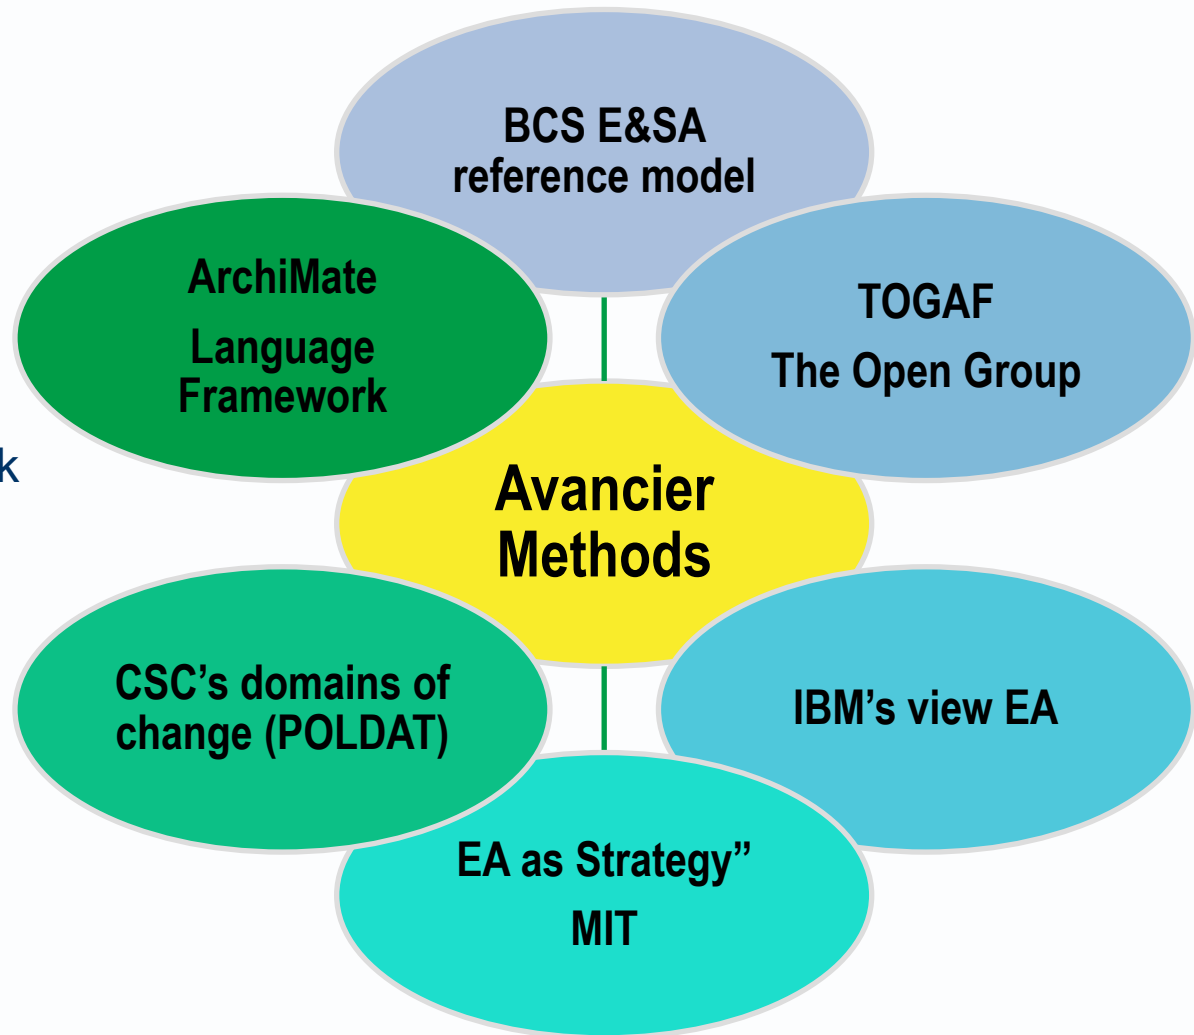 BCS E&SA
reference model
ArchiMate
Language
Framework
TOGAF
The Open Group
k
Avancier
Methods
CSC’s domains of
change (POLDAT)
IBM’s view EA
EA as Strategy”
MIT